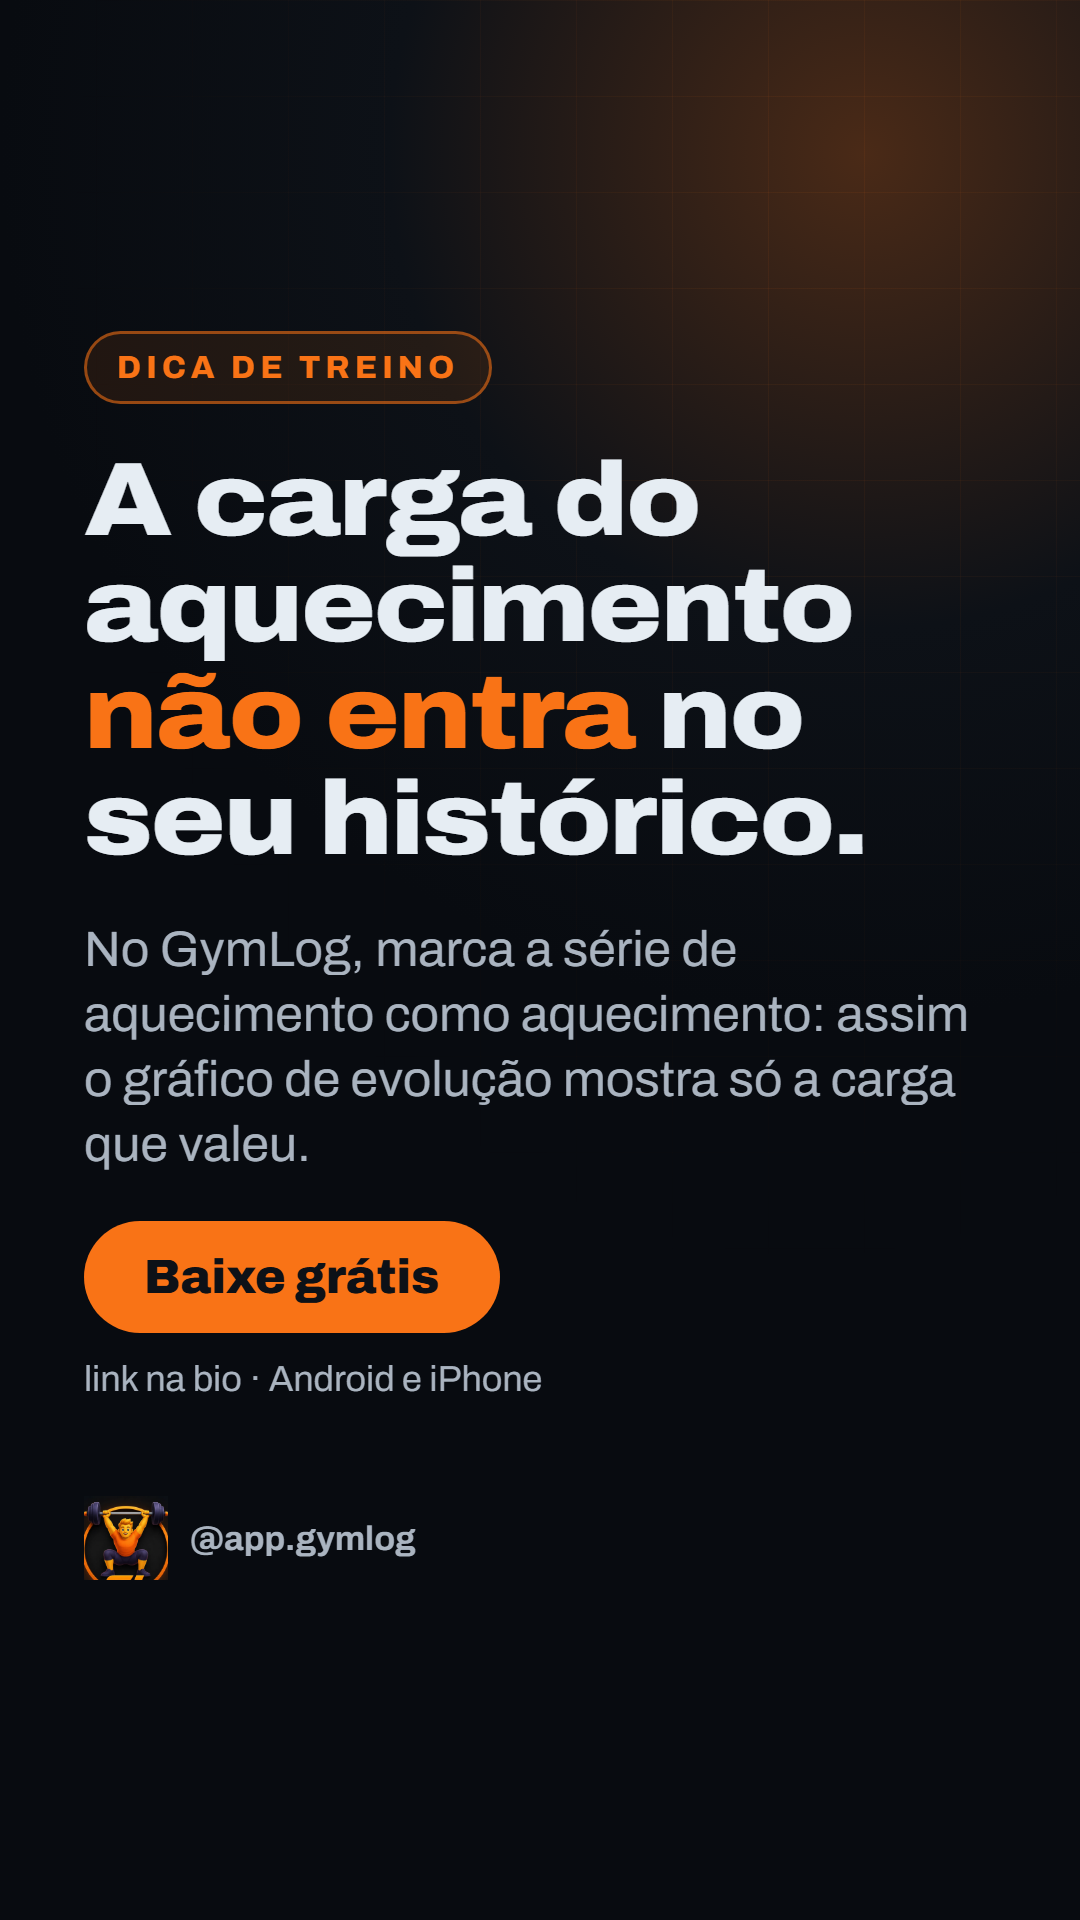 DICA DE TREINO
A carga do
aquecimento
não entra no
seu histórico.
No GymLog, marca a série de
aquecimento como aquecimento: assim
o gráfico de evolução mostra só a carga
que valeu.
Baixe grátis
link na bio · Android e iPhone
@app.gymlog